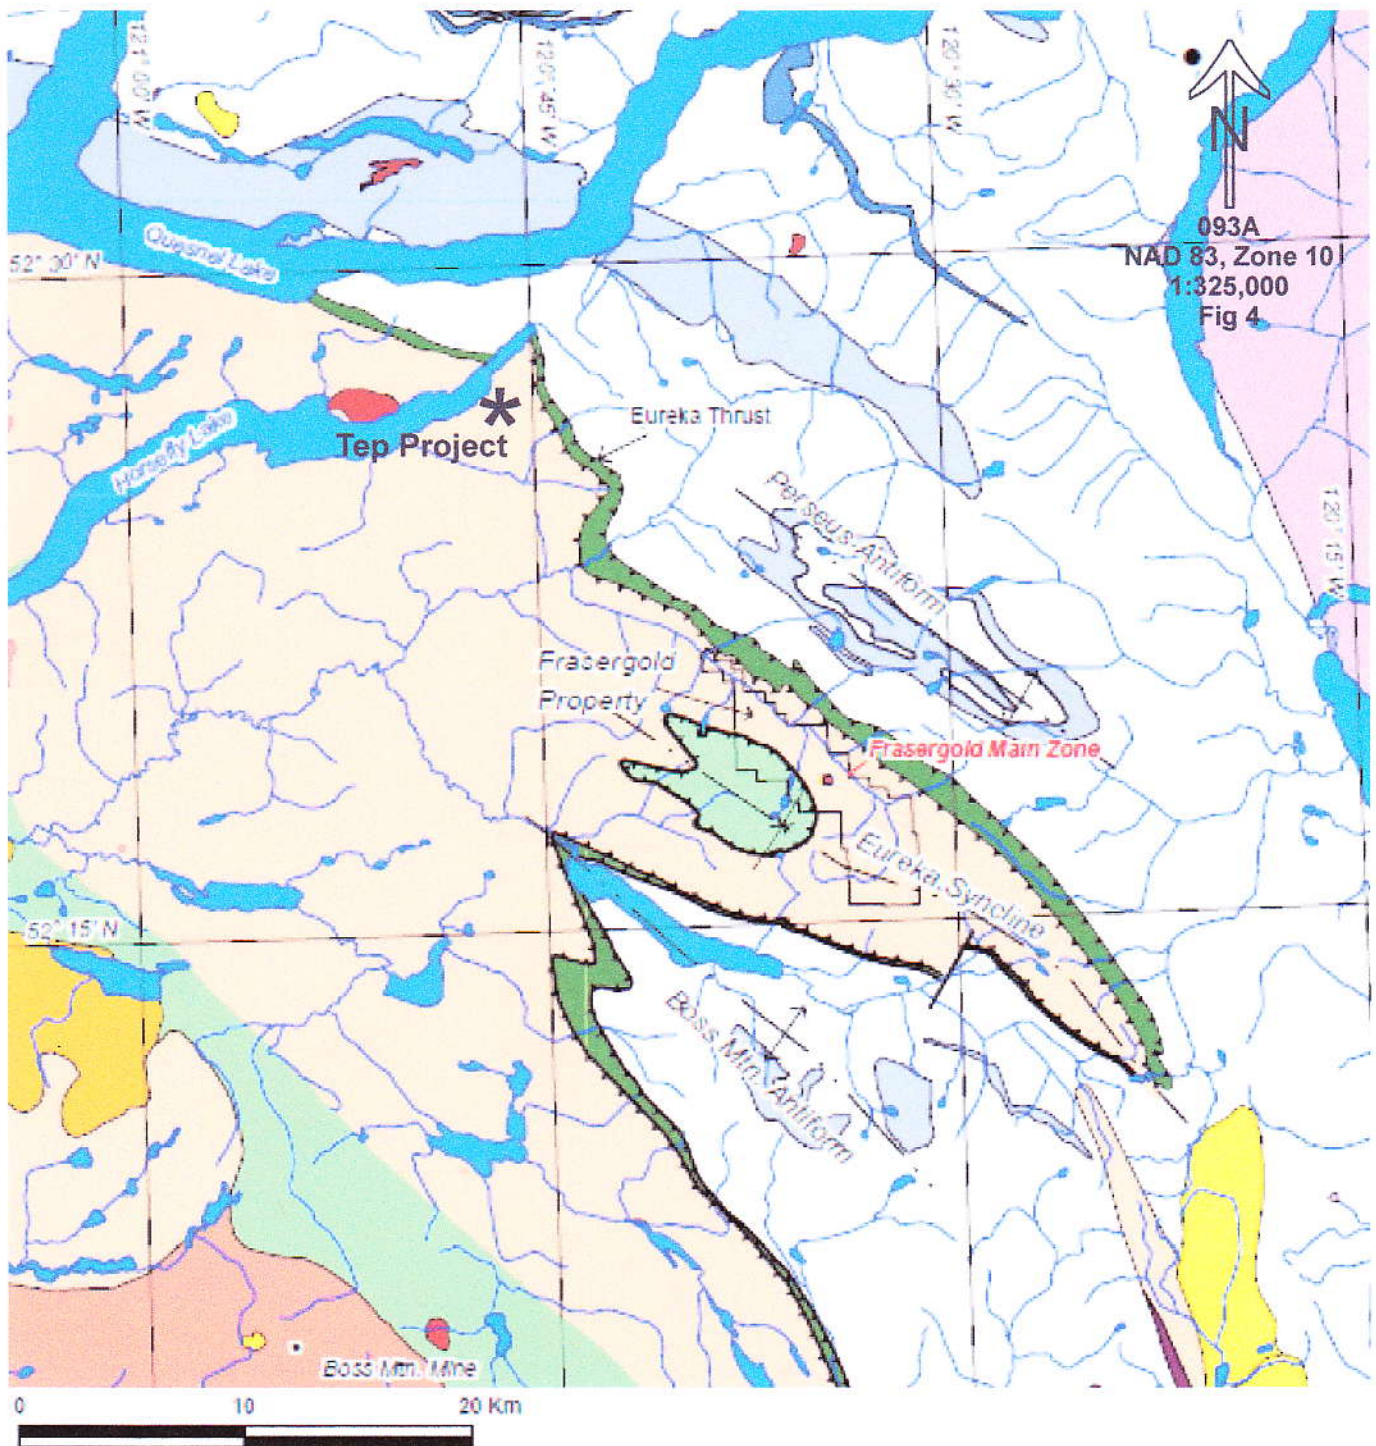 121° 00' W
120° 45' W
120° 30' W
N
093A
NAD 83, Zone 10
1:325,000
Fig 4
Quesnel Lake
52° 30' N
Eureka Thrust
Horsefly Lake
Tep Project
Perseus Antiform
120° 15' W
Frasergold
Property
Frasergold Main Zone
Eureka Syncline
52° 15' N
Boss Mtn. Antiform
Boss Mtn. Mine
0 10 20 Km